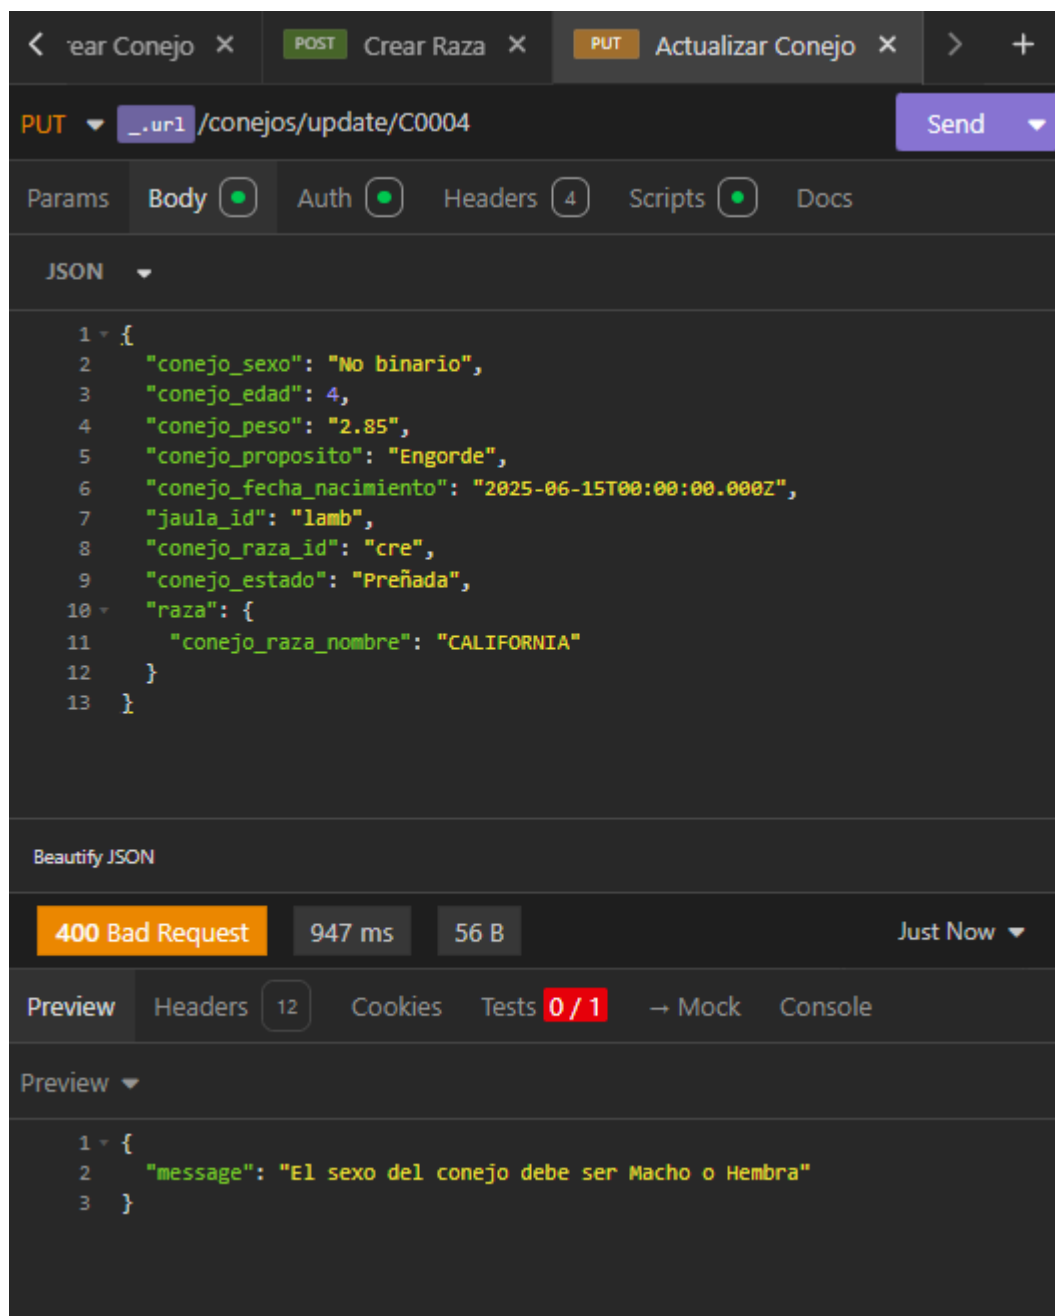 rear Conejo × POST Crear Raza × PUT Actualizar Conejo × > +
PUT _.url /conejos/update/C0004 Send
Params Body Auth Headers 4 Scripts Docs
JSON
1 {
2 "conejo_sexo": "No binario",
3 "conejo_edad": 4,
4 "conejo_peso": "2.85",
5 "conejo_proposito": "Engorde",
6 "conejo_fecha_nacimiento": "2025-06-15T00:00:00.000Z",
7 "jaula_id": "lamb",
8 "conejo_raza_id": "cre",
9 "conejo_estado": "Preñada",
10 "raza": {
11 "conejo_raza_nombre": "CALIFORNIA"
12 }
13 }
Beautify JSON
400 Bad Request 947 ms 56 B Just Now
Preview Headers 12 Cookies Tests 0 / 1 → Mock Console
Preview
1 {
2 "message": "El sexo del conejo debe ser Macho o Hembra"
3 }